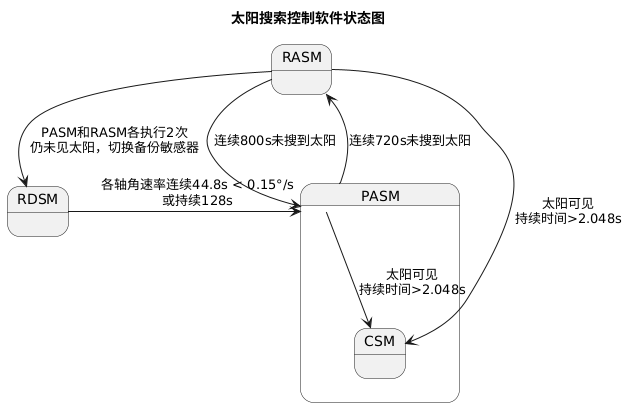 太阳搜索控制软件状态图
RASM
PASM和RASM各执行2次
仍未见太阳，切换备份敏感器
连续800s未搜到太阳
连续720s未搜到太阳
RDSM
各轴角速率连续44.8s < 0.15°/s
或持续128s
PASM
太阳可见
持续时间>2.048s
太阳可见
持续时间>2.048s
CSM